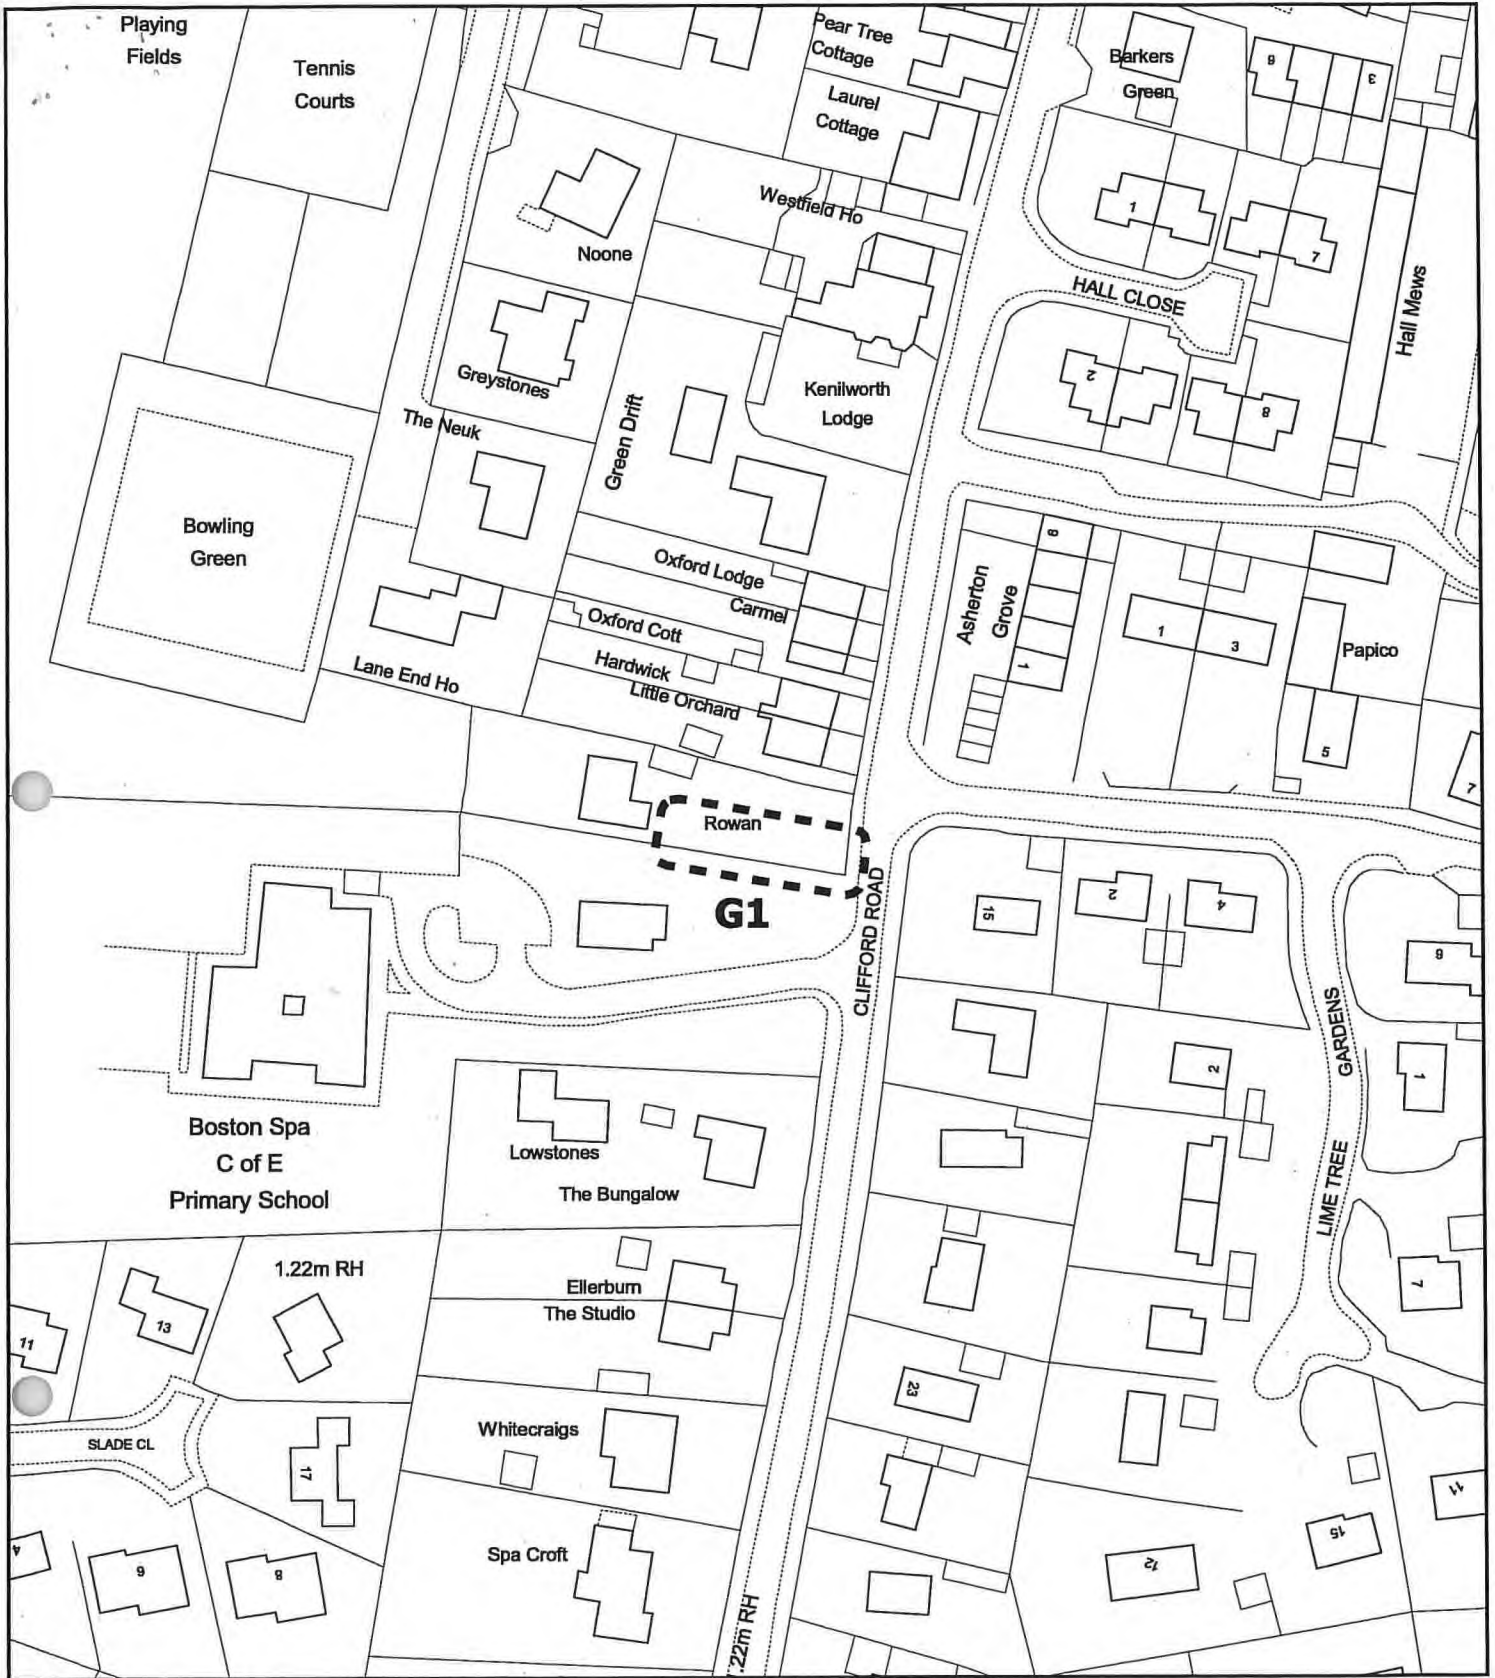 Playing
Fields
Tennis
Courts
Pear Tree
Cottage
Laurel
Cottage
Barkers
Green
6
3
Westfield Ho
1
7
Noone
HALL CLOSE
Hall Mews
Greystones
Green Drift
Kenilworth
Lodge
2
8
The Neuk
Bowling
Green
Oxford Lodge
Carmel
Oxford Cott
Hardwick
Little Orchard
Lane End Ho
Asherton
Grove
1
1
3
Papico
5
7
Rowan
G1
CLIFFORD ROAD
15
2
4
9
LIME TREE GARDENS
2
1
Boston Spa
C of E
Primary School
Lowstones
The Bungalow
1.22m RH
Ellerburn
The Studio
7
11
13
SLADE CL
17
Whitecraigs
23
11
15
12
Spa Croft
4
6
8
.22m RH